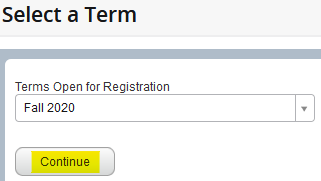 Select a Term
Terms Open for Registration
Fall 2020
Continue